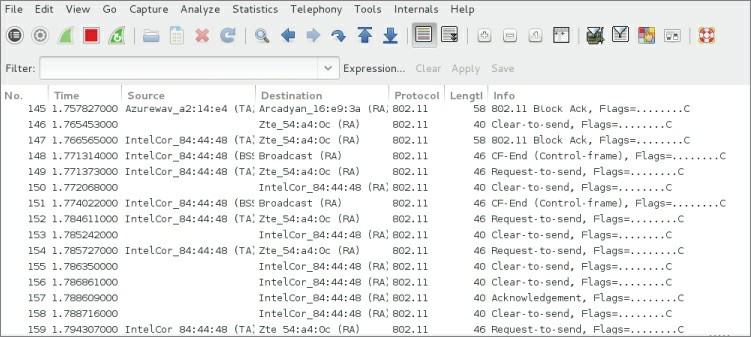 File Edit View Go Capture Analyze Statistics Telephony Tools Internals Help
Filter: Expression... Clear Apply Save
No. Time Source Destination Protocol Lengtl Info
145 1.757827000 Azurewav_a2:14:e4 (TA) Arcadyan_16:e9:3a (RA) 802.11 58 802.11 Block Ack, Flags=........C
146 1.765453000 Zte_54:a4:0c (RA) 802.11 40 Clear-to-send, Flags=........C
147 1.766565000 IntelCor_84:44:48 (TA) Zte_54:a4:0c (RA) 802.11 58 802.11 Block Ack, Flags=........C
148 1.771314000 IntelCor_84:44:48 (BSS Broadcast (RA) 802.11 46 CF-End (Control-frame), Flags=........C
149 1.771373000 IntelCor_84:44:48 (TA) Zte_54:a4:0c (RA) 802.11 46 Request-to-send, Flags=........C
150 1.772068000 IntelCor_84:44:48 (RA) 802.11 40 Clear-to-send, Flags=........C
151 1.774022000 IntelCor_84:44:48 (BSS Broadcast (RA) 802.11 46 CF-End (Control-frame), Flags=........C
152 1.784611000 IntelCor_84:44:48 (TA) Zte_54:a4:0c (RA) 802.11 46 Request-to-send, Flags=........C
153 1.785242000 IntelCor_84:44:48 (RA) 802.11 40 Clear-to-send, Flags=........C
154 1.785727000 IntelCor_84:44:48 (TA) Zte_54:a4:0c (RA) 802.11 46 Request-to-send, Flags=........C
155 1.786350000 IntelCor_84:44:48 (RA) 802.11 40 Clear-to-send, Flags=........C
156 1.786861000 IntelCor_84:44:48 (RA) 802.11 40 Clear-to-send, Flags=........C
157 1.788609000 IntelCor_84:44:48 (RA) 802.11 40 Acknowledgement, Flags=........C
158 1.788716000 IntelCor_84:44:48 (RA) 802.11 40 Clear-to-send, Flags=........C
159 1.794307000 IntelCor_84:44:48 (TA) Zte_54:a4:0c (RA) 802.11 46 Request-to-send, Flags=........C